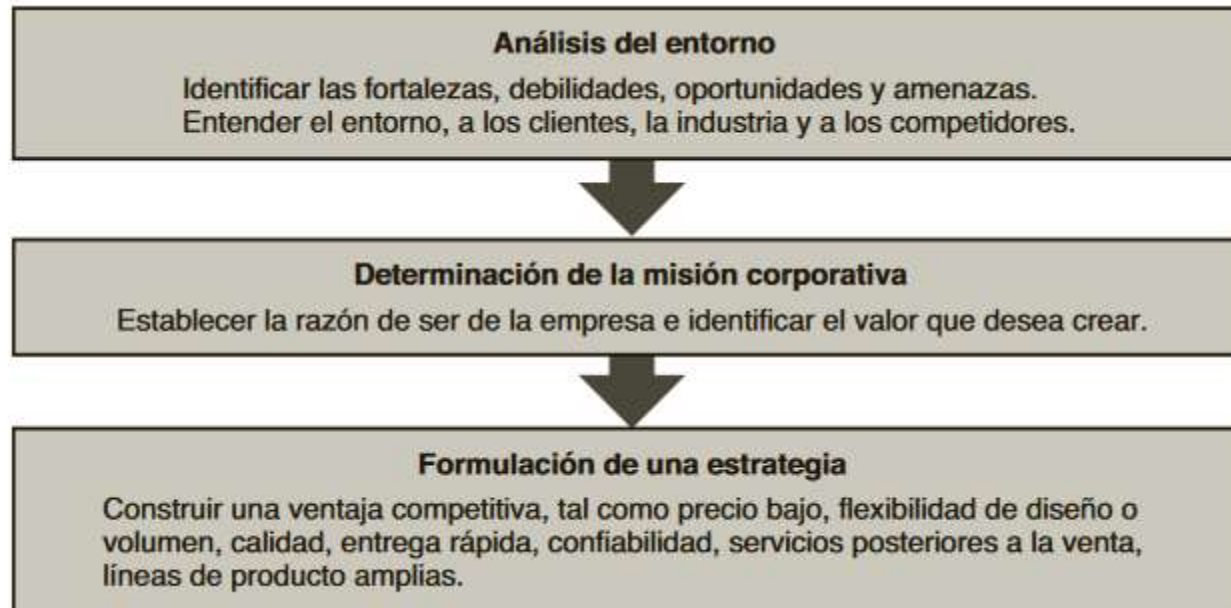 Análisis del entorno
Identificar las fortalezas, debilidades, oportunidades y amenazas.
Entender el entorno, a los clientes, la industria y a los competidores.
Determinación de la misión corporativa
Establecer la razón de ser de la empresa e identificar el valor que desea crear.
Formulación de una estrategia
Construir una ventaja competitiva, tal como precio bajo, flexibilidad de diseño o
volumen, calidad, entrega rápida, confiabilidad, servicios posteriores a la venta,
líneas de producto amplias.